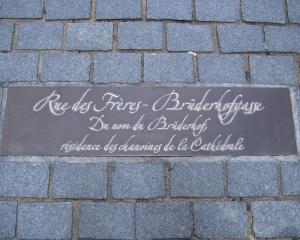 Rue des Frères - Brüderhofgasse
Du nom du Brüderhof,
résidence des chanoines de la Cathédrale